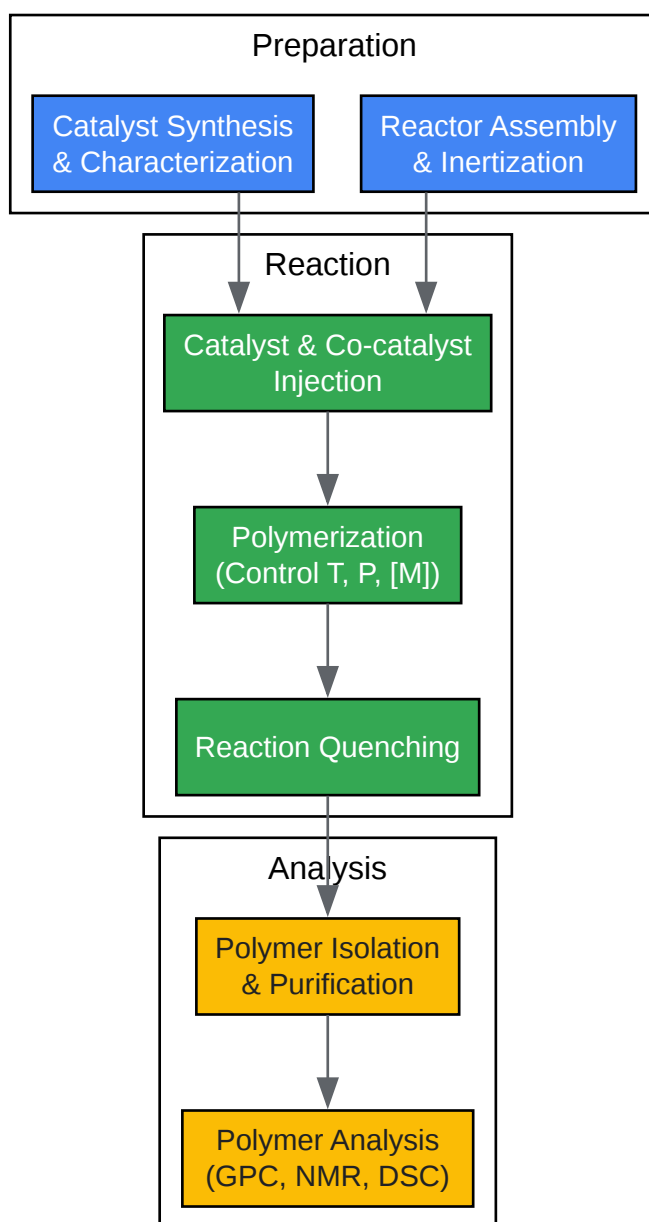 Preparation
Catalyst Synthesis
& Characterization
Reactor Assembly
& Inertization
Reaction
Catalyst & Co-catalyst
Injection
Polymerization
(Control T, P, [M])
Reaction Quenching
Analysis
Polymer Isolation
& Purification
Polymer Analysis
(GPC, NMR, DSC)